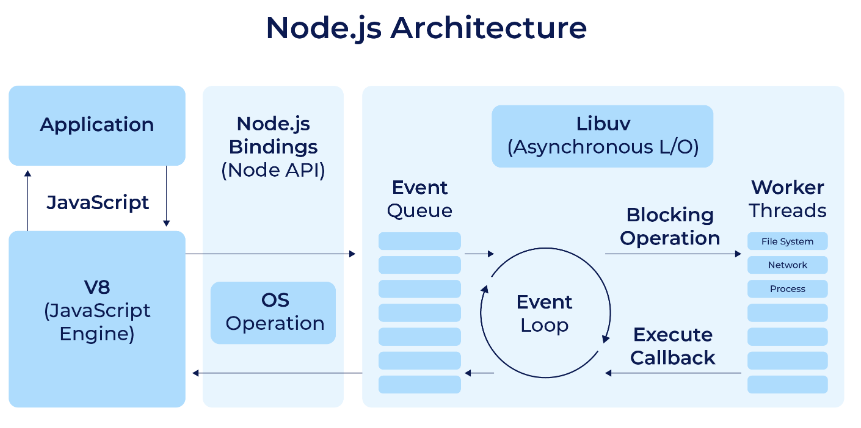 Node.js Architecture
Application
JavaScript
V8
(JavaScript
Engine)
Node.js
Bindings
(Node API)
OS
Operation
Libuv
(Asynchronous L/O)
Event
Queue
Event
Loop
Blocking
Operation
Execute
Callback
Worker
Threads
File System
Network
Process